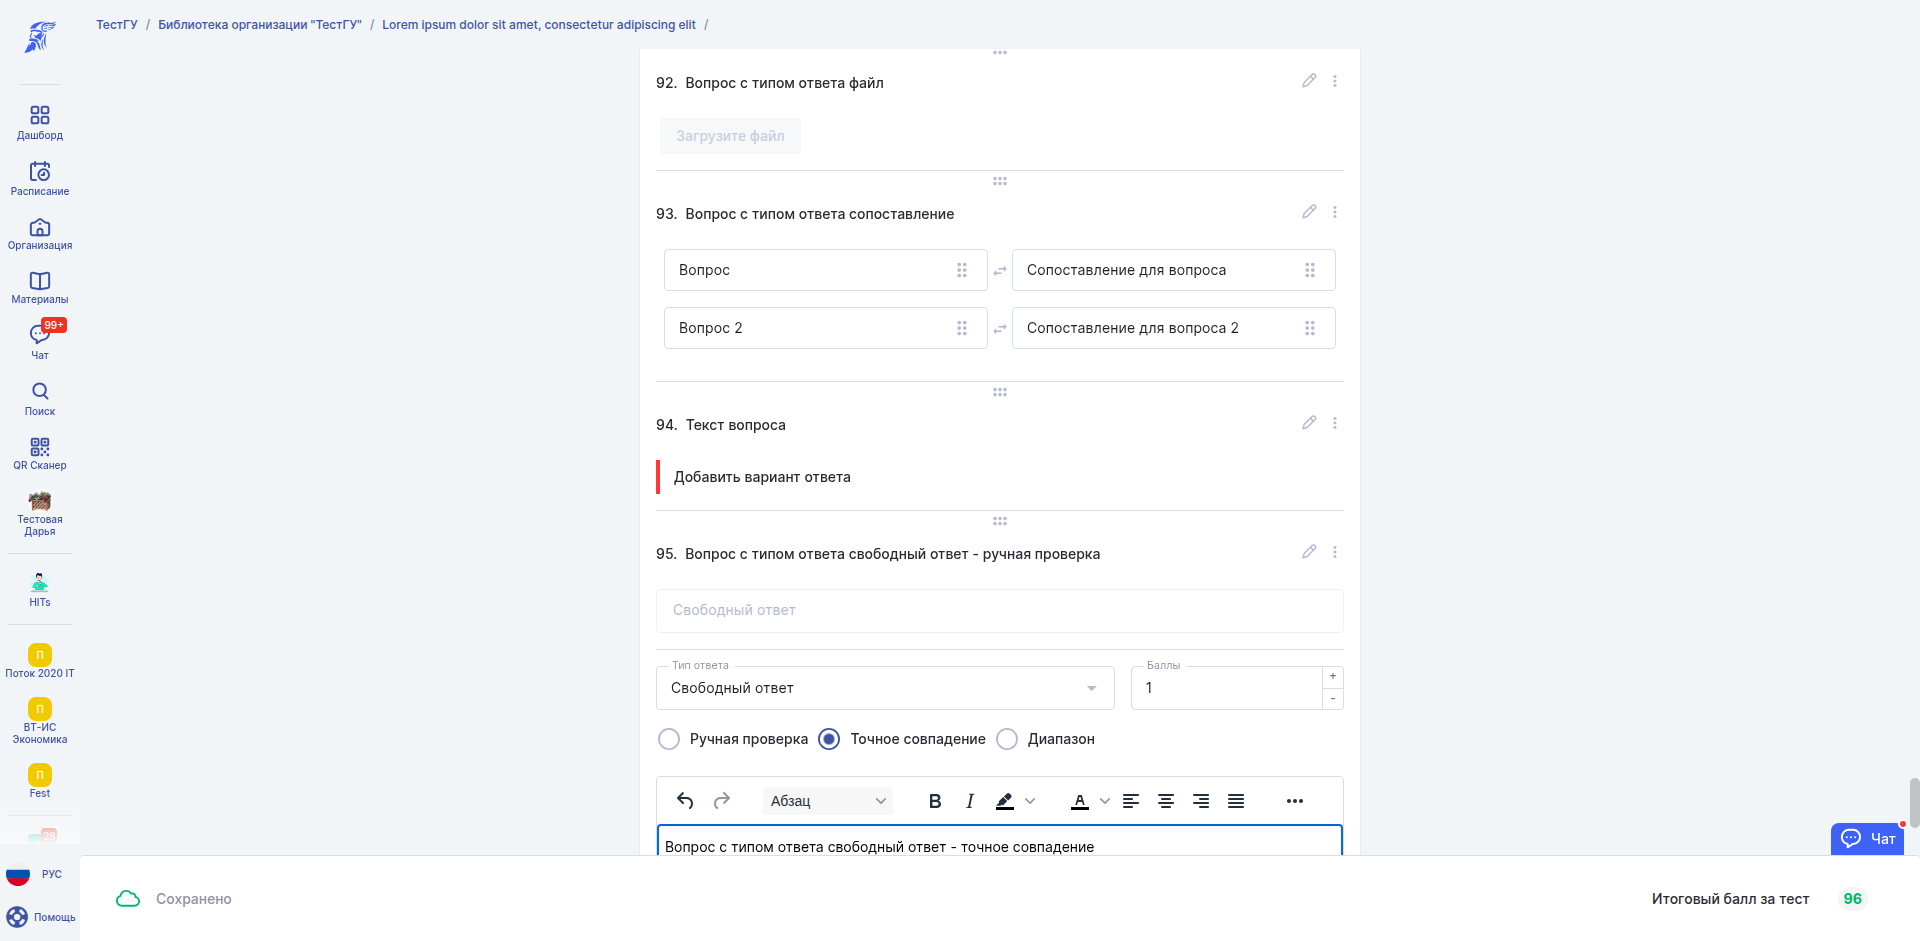 ТестГУ / Библиотека организации "ТестГУ" / Lorem ipsum dolor sit amet, consectetur adipiscing elit /
Дашборд
Расписание
Организация
Материалы
99+
Чат
Поиск
QR Сканер
Тестовая
Дарья
HITs
П
Поток 2020 IT
П
ВТ-ИС
Экономика
П
Fest
28
РУС
Помощь
92. Вопрос с типом ответа файл
Загрузите файл
93. Вопрос с типом ответа сопоставление
Вопрос
Сопоставление для вопроса
Вопрос 2
Сопоставление для вопроса 2
94. Текст вопроса
Добавить вариант ответа
95. Вопрос с типом ответа свободный ответ - ручная проверка
Свободный ответ
Тип ответа
Свободный ответ
Баллы
1
+
-
Ручная проверка Точное совпадение Диапазон
Абзац B I A
Вопрос с типом ответа свободный ответ - точное совпадение
Чат
Сохранено
Итоговый балл за тест 96